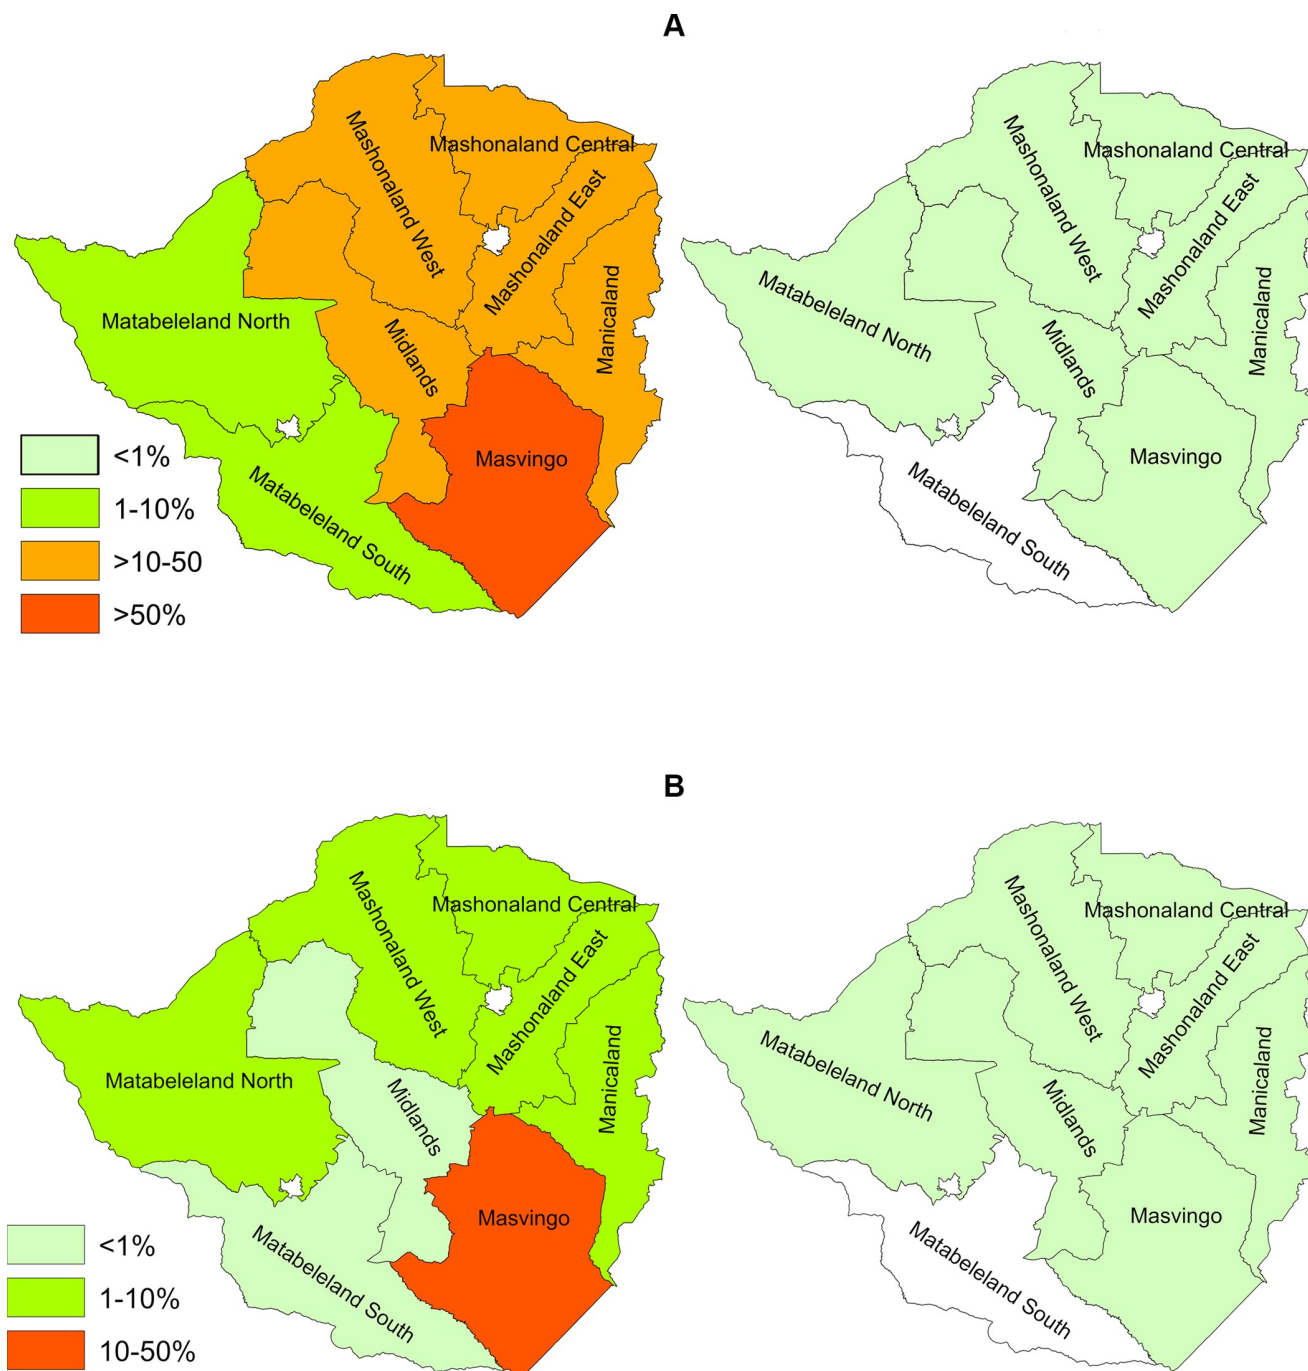 A
Mashonaland West
Mashonaland Central
Mashonaland East
Manicaland
Matabeleland North
Midlands
Masvingo
Matabeleland South
<1%
1-10%
>10-50
>50%
Mashonaland West
Mashonaland Central
Mashonaland East
Manicaland
Matabeleland North
Midlands
Masvingo
Matabeleland South
B
Mashonaland West
Mashonaland Central
Mashonaland East
Manicaland
Matabeleland North
Midlands
Masvingo
Matabeleland South
<1%
1-10%
10-50%
Mashonaland West
Mashonaland Central
Mashonaland East
Manicaland
Matabeleland North
Midlands
Masvingo
Matabeleland South